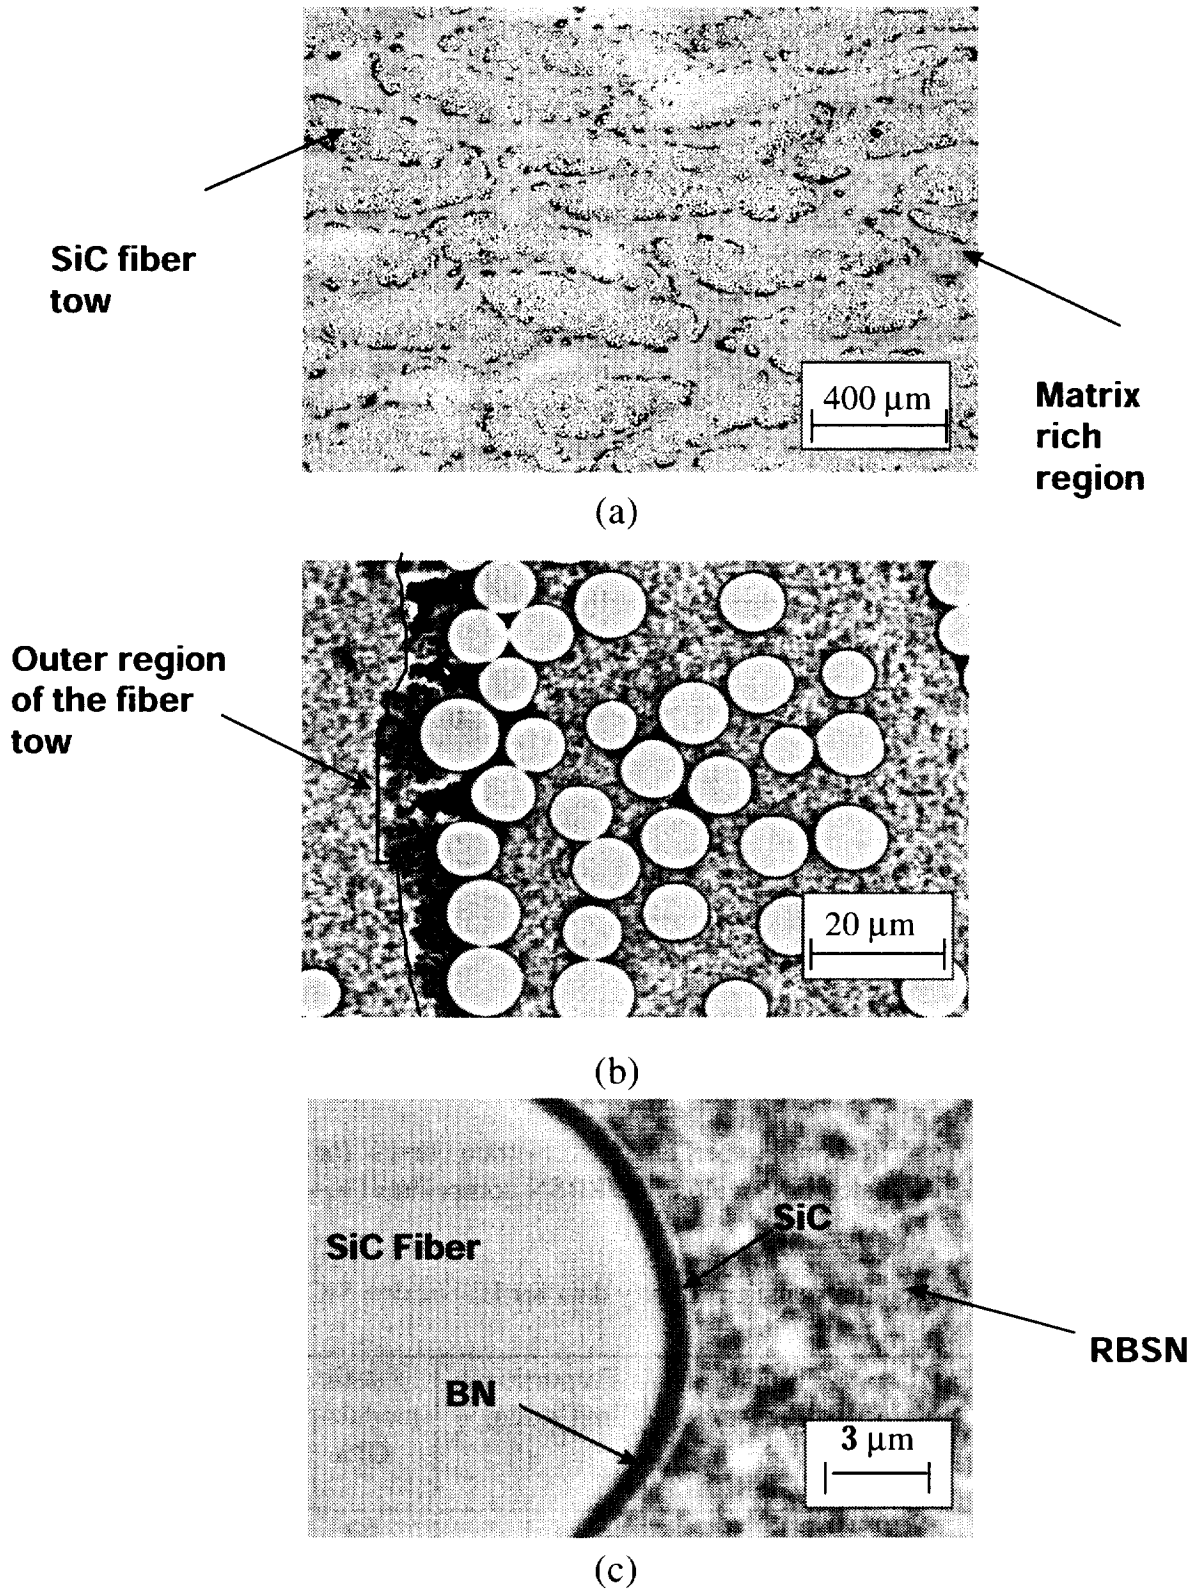 SiC fiber
tow
400 μm
Matrix
rich
region
(a)
Outer region
of the fiber
tow
20 μm
(b)
SiC Fiber
SiC
BN
RBSN
3 μm
(c)